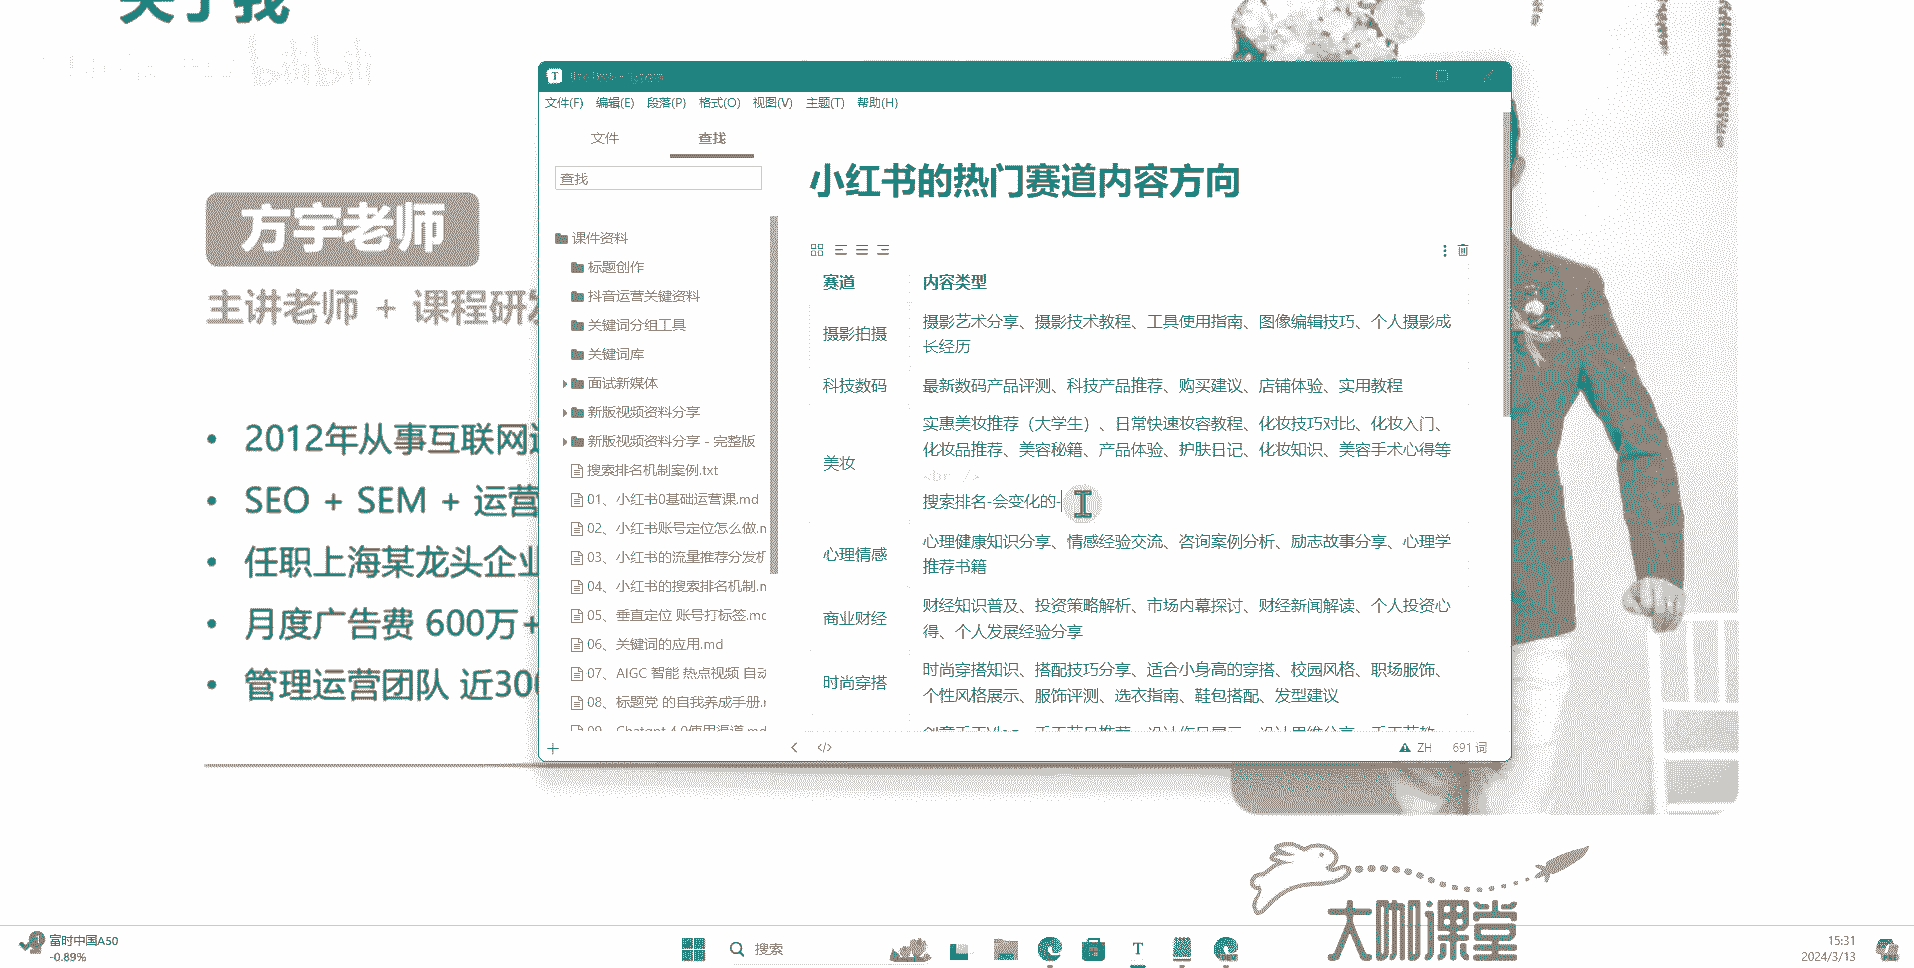 关于我
bilibili
方宇老师
主讲老师 + 课程研发
2012年从事互联网运
SEO + SEM + 运营
任职上海某龙头企业
月度广告费 600万+
管理运营团队 近300
文件(F) 编辑(E) 段落(P) 格式(O) 视图(V) 主题(T) 帮助(H)
文件 查找
查找
课件资料
标题创作
抖音运营关键资料
关键词分组工具
关键词库
面试新媒体
新版视频资料分享
新版视频资料分享 - 完整版
搜索排名机制案例.txt
01、小红书0基础运营课.md
02、小红书账号定位怎么做.m
03、小红书的流量推荐分发机
04、小红书的搜索排名机制.m
05、垂直定位 账号打标签.md
06、关键词的应用.md
07、AIGC 智能 热点视频 自动
08、标题党 的自我养成手册.m
09、Chatgpt 4.0使用渠道.md
小红书的热门赛道内容方向
赛道 内容类型
摄影拍摄
摄影艺术分享、摄影技术教程、工具使用指南、图像编辑技巧、个人摄影成
长经历
科技数码 最新数码产品评测、科技产品推荐、购买建议、店铺体验、实用教程
美妆
实惠美妆推荐（大学生）、日常快速妆容教程、化妆技巧对比、化妆入门、
化妆品推荐、美容秘籍、产品体验、护肤日记、化妆知识、美容手术心得等
<br />
搜索排名-会变化的-
心理情感
心理健康知识分享、情感经验交流、咨询案例分析、励志故事分享、心理学
推荐书籍
商业财经
财经知识普及、投资策略解析、市场内幕探讨、财经新闻解读、个人投资心
得、个人发展经验分享
时尚穿搭
时尚穿搭知识、搭配技巧分享、适合小身高的穿搭、校园风格、职场服饰、
个性风格展示、服饰评测、选衣指南、鞋包搭配、发型建议
</> ZH 691 词
大咖课堂
富时中国A50
-0.89%
搜索
15:31
2024/3/13